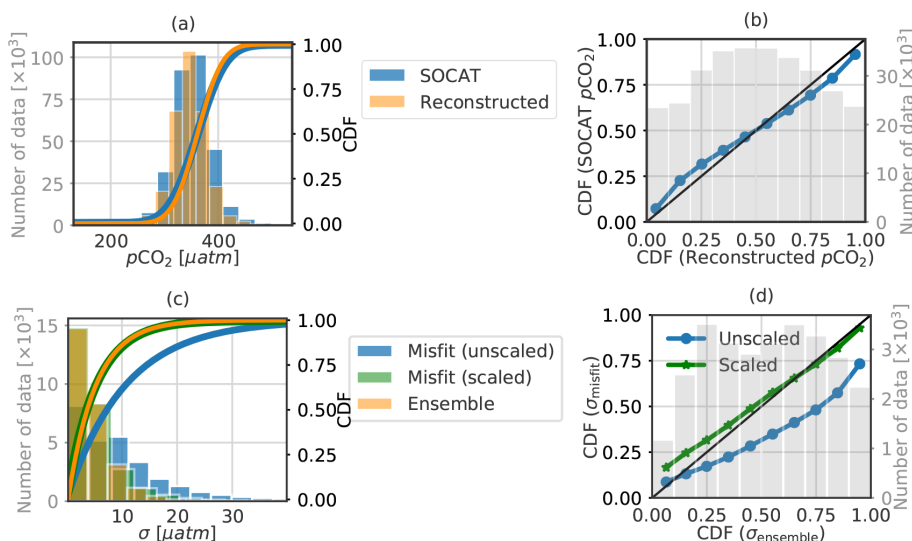 (a)
Number of data [×10³]
100
75
50
25
0
1.00
0.75
0.50
0.25
0.00
CDF
200
400
pCO₂ [μatm]
SOCAT
Reconstructed
(b)
CDF (SOCAT pCO₂)
1.00
0.75
0.50
0.25
0.00
30
20
10
0
Number of data [×10³]
0.00 0.25 0.50 0.75 1.00
CDF (Reconstructed pCO₂)
(c)
Number of data [×10³]
15
10
5
0
1.00
0.75
0.50
0.25
0.00
CDF
10
20
30
σ [μatm]
Misfit (unscaled)
Misfit (scaled)
Ensemble
(d)
CDF (σmisfit)
1.00
0.75
0.50
0.25
0.00
Unscaled
Scaled
3
2
1
0
Number of data [×10³]
0.00 0.25 0.50 0.75 1.00
CDF (σensemble)